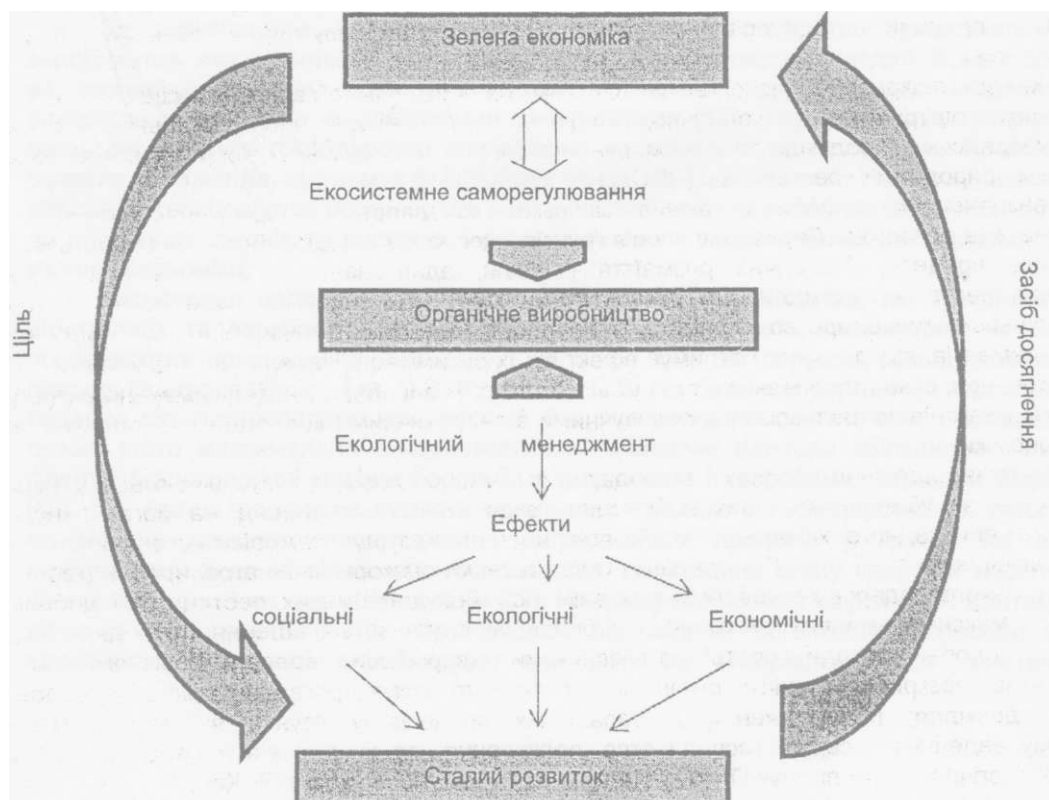 Зелена економіка
Екосистемне саморегулювання
Органічне виробництво
Ціль
Засіб досягнення
Екологічний менеджмент
Ефекти
соціальні Екологічні Економічні
Сталий розвиток